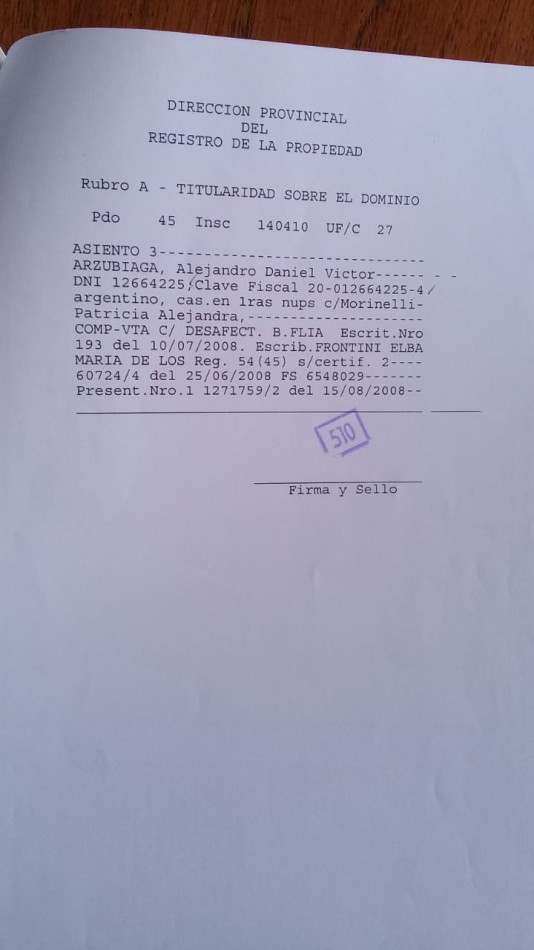 DIRECCION PROVINCIAL
DEL
REGISTRO DE LA PROPIEDAD
Rubro A - TITULARIDAD SOBRE EL DOMINIO
Pdo 45 Insc 140410 UF/C 27
ASIENTO 3-------------------------------
ARZUBIAGA, Alejandro Daniel Victor------ - -
DNI 12664225/Clave Fiscal 20-012664225-4/
argentino, cas.en 1ras nups c/Morinelli-
Patricia Alejandra,---------------------
COMP-VTA C/ DESAFECT. B.FLIA Escrit.Nro
193 del 10/07/2008. Escrib.FRONTINI ELBA
MARIA DE LOS Reg. 54(45) s/certif. 2----
60724/4 del 25/06/2008 FS 6548029-------
Present.Nro.1 1271759/2 del 15/08/2008--
510
Firma y Sello